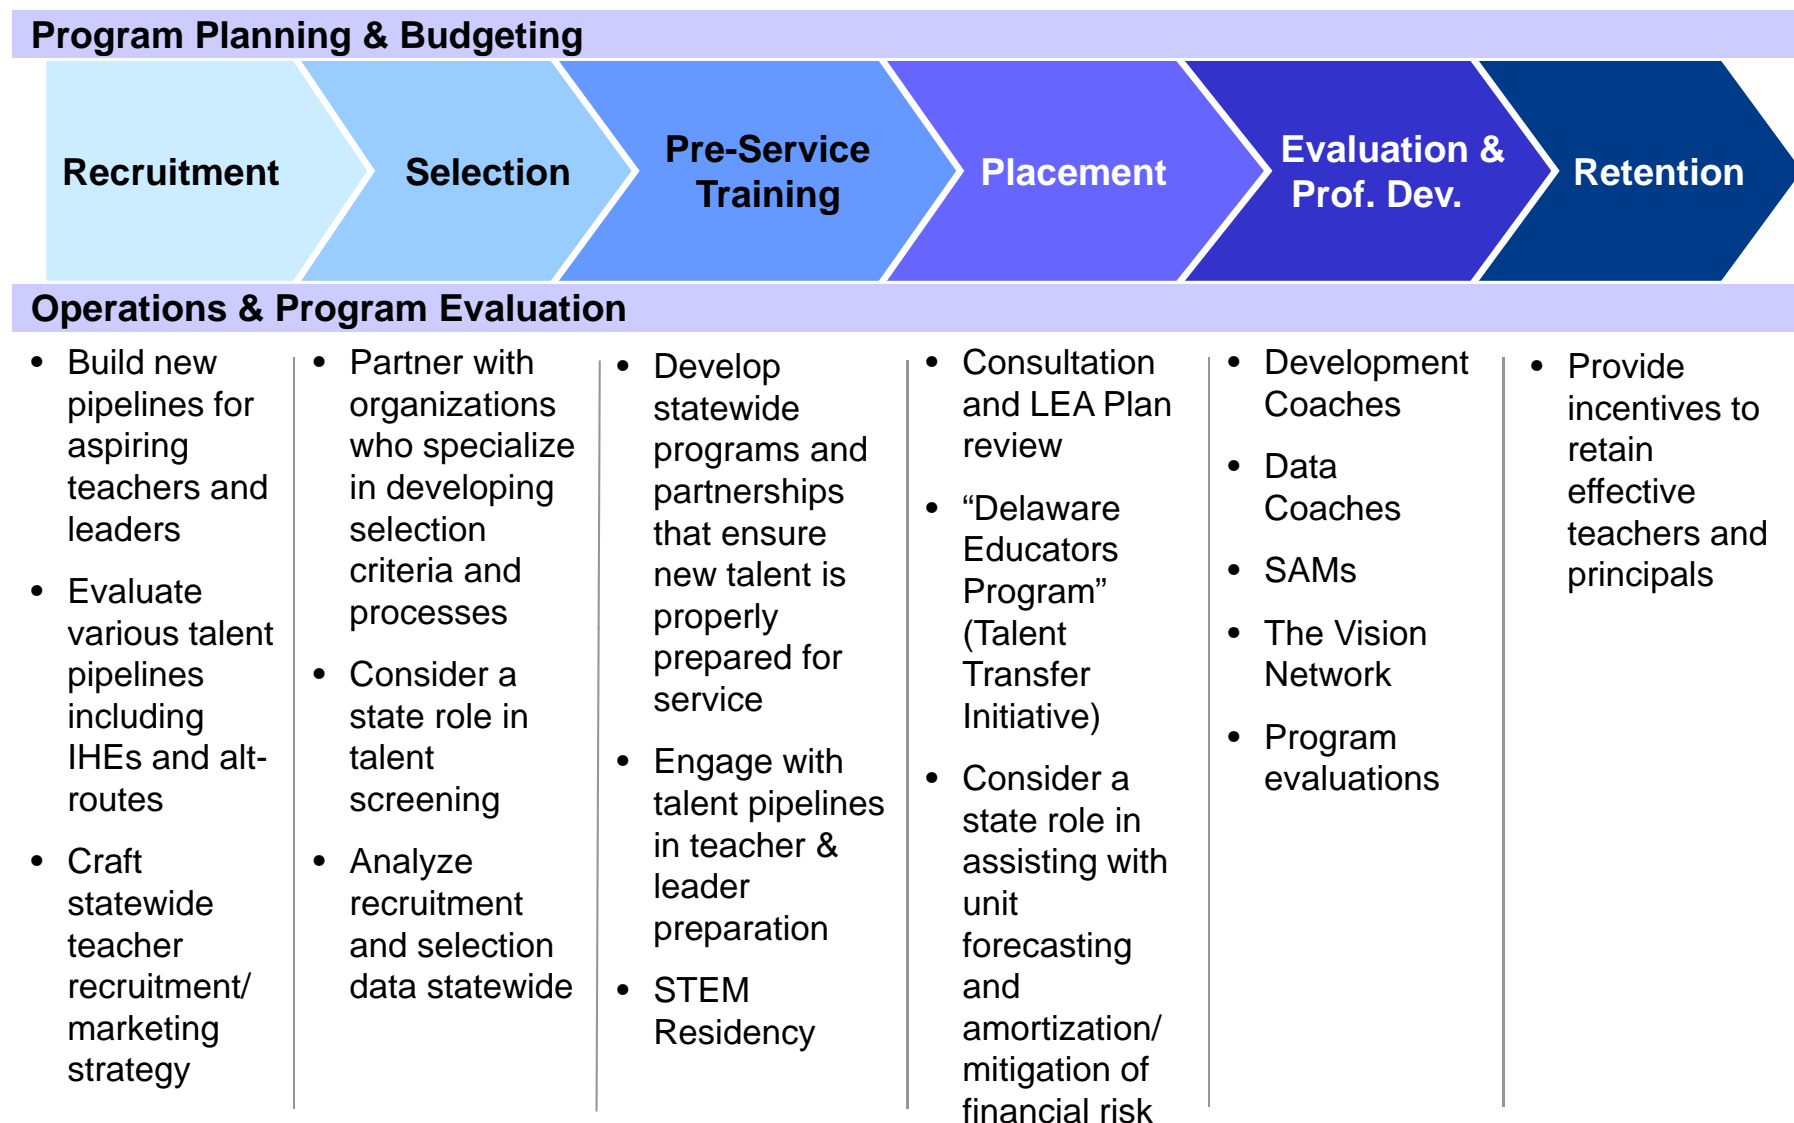 Program Planning & Budgeting
Recruitment
Selection
Pre-Service
Training
Placement
Evaluation &
Prof. Dev.
Retention
Operations & Program Evaluation
• Build new
pipelines for
aspiring
teachers and
leaders
• Evaluate
various talent
pipelines
including
IHEs and alt-
routes
• Craft
statewide
teacher
recruitment/
marketing
strategy
• Partner with
organizations
who specialize
in developing
selection
criteria and
processes
• Consider a
state role in
talent
screening
• Analyze
recruitment
and selection
data statewide
• Develop
statewide
programs and
partnerships
that ensure
new talent is
properly
prepared for
service
• Engage with
talent pipelines
in teacher &
leader
preparation
• STEM
Residency
• Consultation
and LEA Plan
review
• “Delaware
Educators
Program”
(Talent
Transfer
Initiative)
• Consider a
state role in
assisting with
unit
forecasting
and
amortization/
mitigation of
financial risk
• Development
Coaches
• Data
Coaches
• SAMs
• The Vision
Network
• Program
evaluations
• Provide
incentives to
retain
effective
teachers and
principals